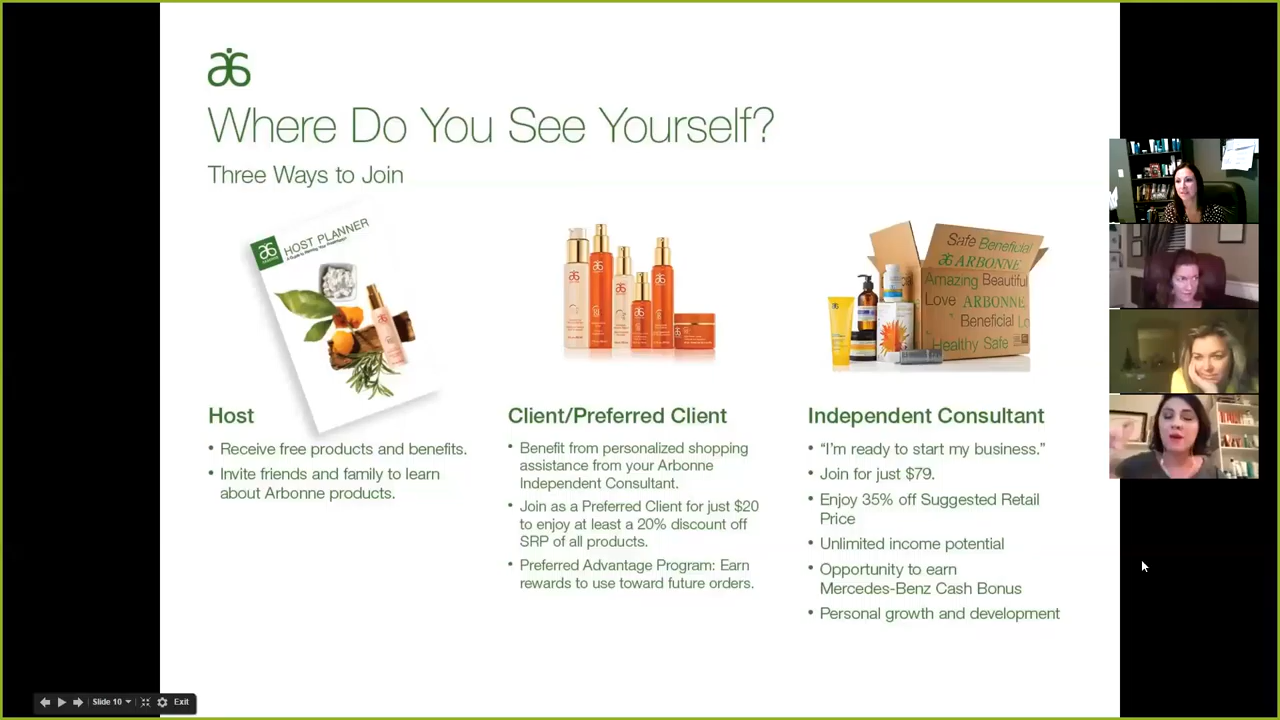 Where Do You See Yourself?
Three Ways to Join
HOST PLANNER
ARBONNE
Safe Beneficial
ARBONNE
Amazing Beautiful
Love ARBONNE
Beneficial Lo
Healthy Safe
Host
• Receive free products and benefits.
• Invite friends and family to learn
about Arbonne products.
Client/Preferred Client
• Benefit from personalized shopping
assistance from your Arbonne
Independent Consultant.
• Join as a Preferred Client for just $20
to enjoy at least a 20% discount off
SRP of all products.
• Preferred Advantage Program: Earn
rewards to use toward future orders.
Independent Consultant
• “I’m ready to start my business.”
• Join for just $79.
• Enjoy 35% off Suggested Retail
Price
• Unlimited income potential
• Opportunity to earn
Mercedes-Benz Cash Bonus
• Personal growth and development
Slide 10
Exit